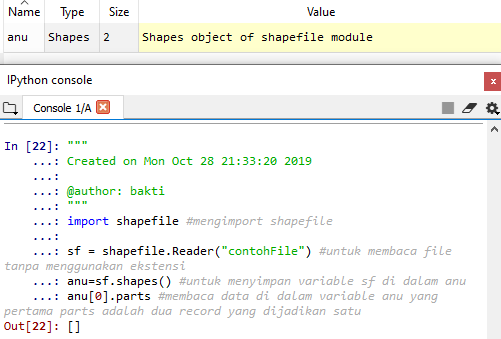 Name Type Size Value
anu Shapes 2 Shapes object of shapefile module
IPython console
Console 1/A
In [22]: """
...: Created on Mon Oct 28 21:33:20 2019
...:
...: @author: bakti
...: """
...: import shapefile #mengimport shapefile
...:
...: sf = shapefile.Reader("contohFile") #untuk membaca file
tanpa menggunakan ekstensi
...: anu=sf.shapes() #untuk menyimpan variable sf di dalam anu
...: anu[0].parts #membaca data di dalam variable anu yang
pertama parts adalah dua record yang dijadikan satu
Out[22]: []